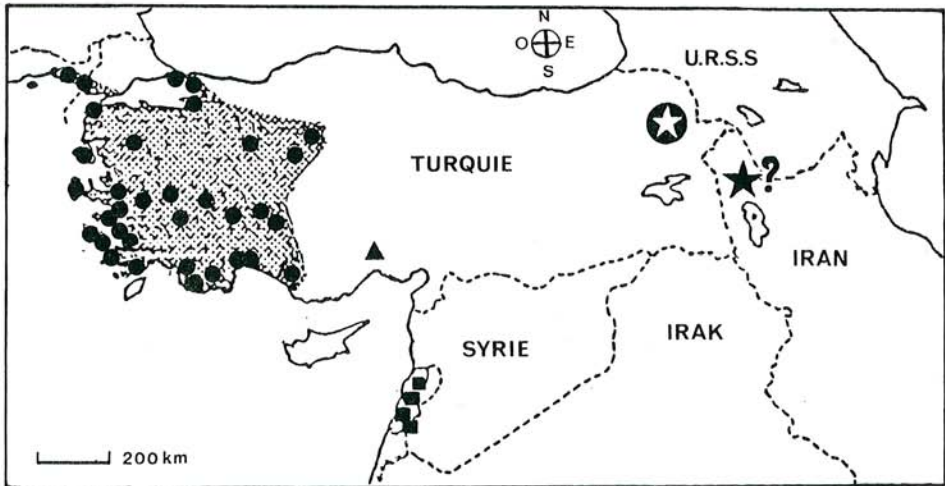 N
O E
S
U.R.S.S
TURQUIE
?
IRAN
SYRIE
IRAK
200 km